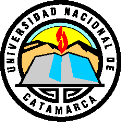 UNIVERSIDAD NACIONAL DE
CATAMARCA